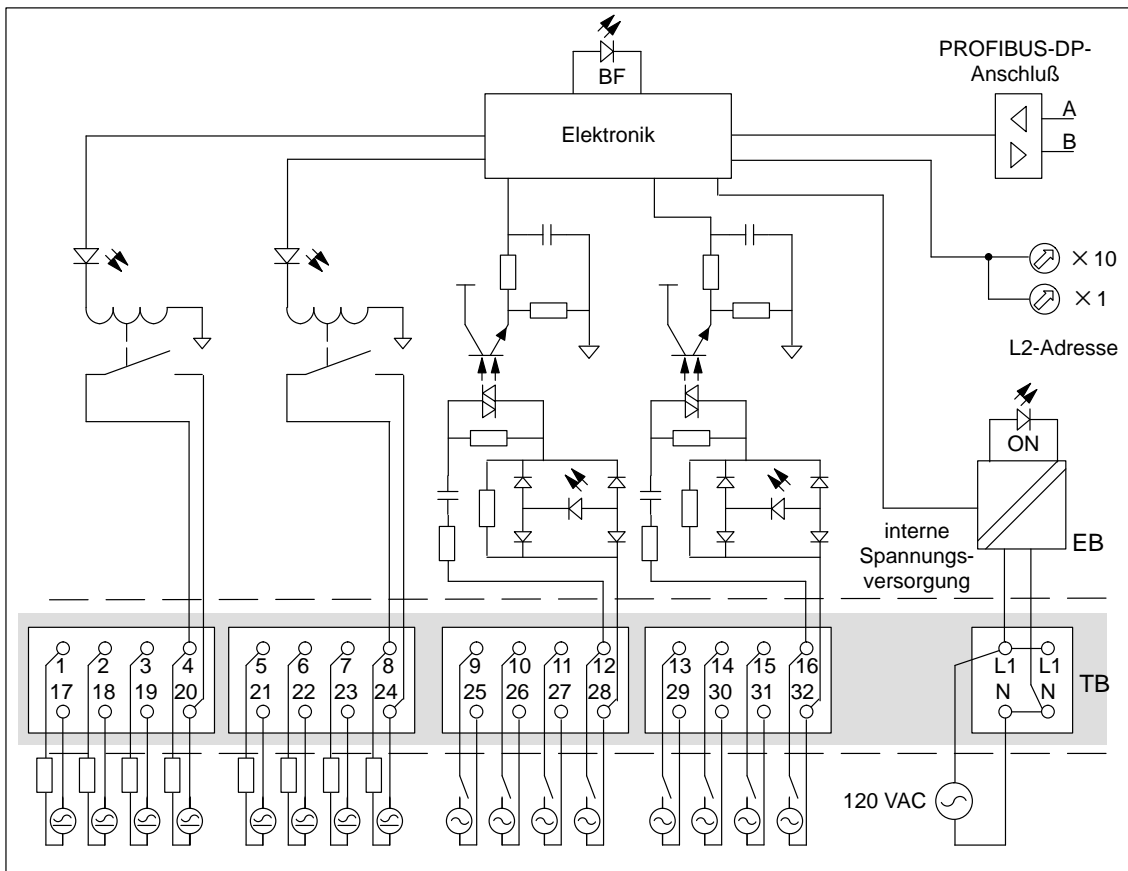 BF
PROFIBUS-DP-
Anschluß
A
B
Elektronik
× 10
× 1
L2-Adresse
ON
EB
interne
Spannungs-
versorgung
1 2 3 4
17 18 19 20
5 6 7 8
21 22 23 24
9 10 11 12
25 26 27 28
13 14 15 16
29 30 31 32
L1 L1
N N
TB
120 VAC